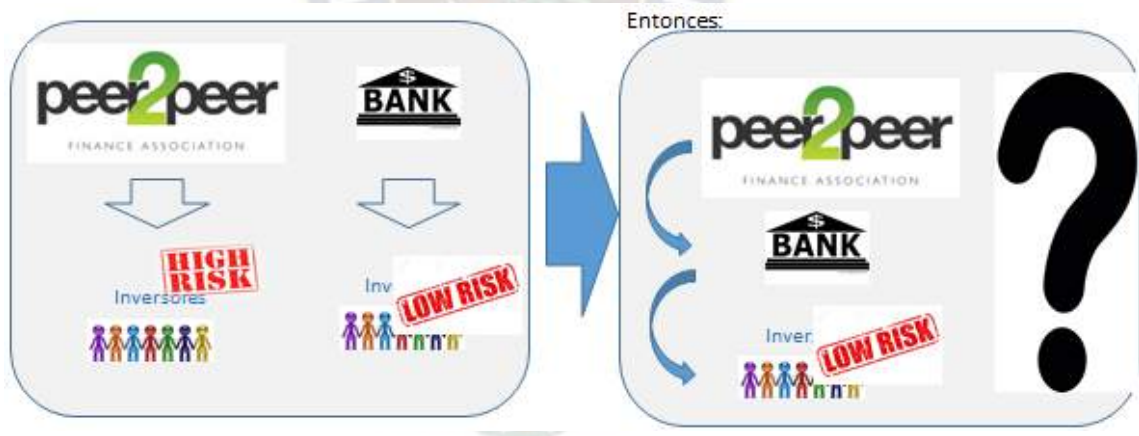 Entonces:
peer2peer
FINANCE ASSOCIATION
$
BANK
HIGH
RISK
Inversores
Inv
LOW RISK
peer2peer
FINANCE ASSOCIATION
$
BANK
Inver
LOW RISK
?